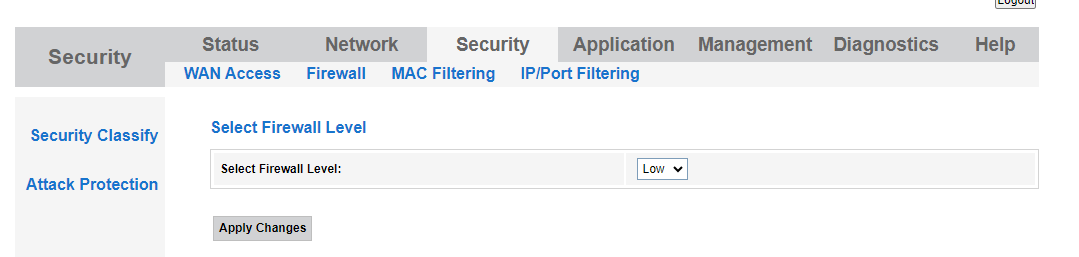 Logout
Security
Status Network Security Application Management Diagnostics Help
WAN Access Firewall MAC Filtering IP/Port Filtering
Security Classify
Attack Protection
Select Firewall Level
Select Firewall Level: Low
Apply Changes